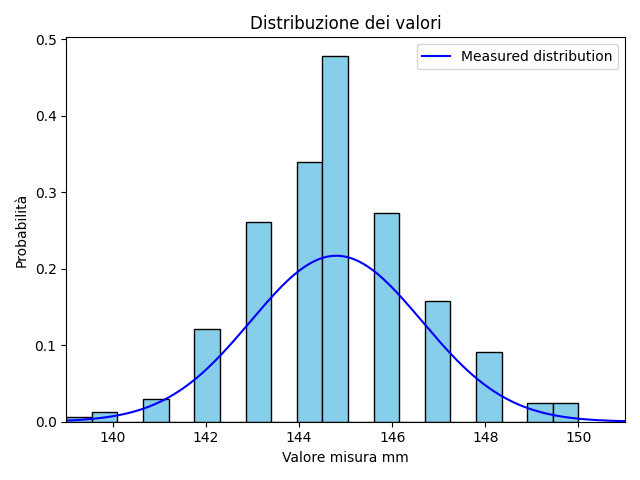 Distribuzione dei valori
Measured distribution
0.5
0.4
0.3
0.2
0.1
0.0
Probabilità
140 142 144 146 148 150
Valore misura mm